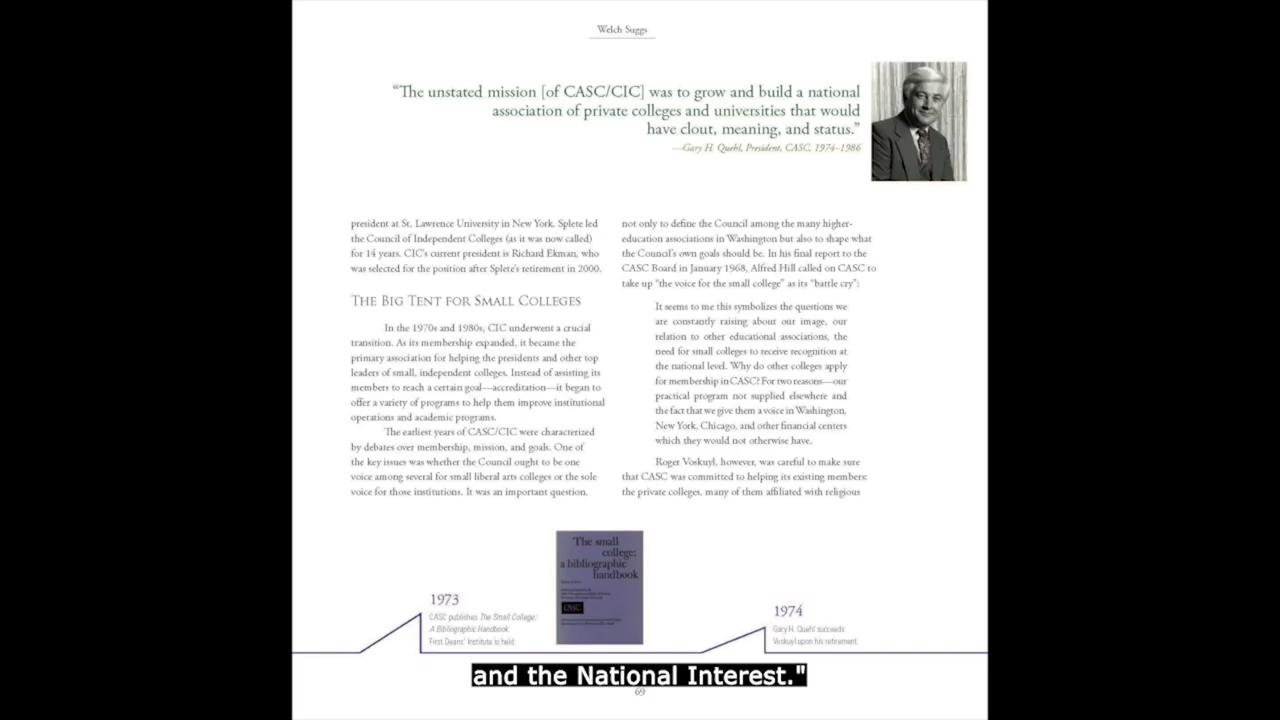 Welch Suggs
“The unstated mission [of CASC/CIC] was to grow and build a national
association of private colleges and universities that would
have clout, meaning, and status.”
—Gary H. Quehl, President, CASC, 1974–1986
president at St. Lawrence University in New York. Splete led
the Council of Independent Colleges (as it was now called)
for 14 years. CIC’s current president is Richard Ekman, who
was selected for the position after Splete’s retirement in 2000.
The Big Tent for Small Colleges
In the 1970s and 1980s, CIC underwent a crucial
transition. As its membership expanded, it became the
primary association for helping the presidents and other top
leaders of small, independent colleges. Instead of assisting its
members to reach a certain goal—accreditation—it began to
offer a variety of programs to help them improve institutional
operations and academic programs.
The earliest years of CASC/CIC were characterized
by debates over membership, mission, and goals. One of
the key issues was whether the Council ought to be one
voice among several for small liberal arts colleges or the sole
voice for those institutions. It was an important question,
not only to define the Council among the many higher-
education associations in Washington but also to shape what
the Council’s own goals should be. In his final report to the
CASC Board in January 1968, Alfred Hill called on CASC to
take up “the voice for the small college” as its “battle cry”:
It seems to me this symbolizes the questions we
are constantly raising about our image, our
relation to other educational associations, the
need for small colleges to receive recognition at
the national level. Why do other colleges apply
for membership in CASC? For two reasons—our
practical program not supplied elsewhere and
the fact that we give them a voice in Washington,
New York, Chicago, and other financial centers
which they would not otherwise have.
Roger Voskuyl, however, was careful to make sure
that CASC was committed to helping its existing members:
the private colleges, many of them affiliated with religious
The small
college:
a bibliographic
handbook
CASC
1973
CASC publishes The Small College:
A Bibliographic Handbook.
First Deans’ Institute is held.
1974
Gary H. Quehl succeeds
Voskuyl upon his retirement.
and the National Interest."
69